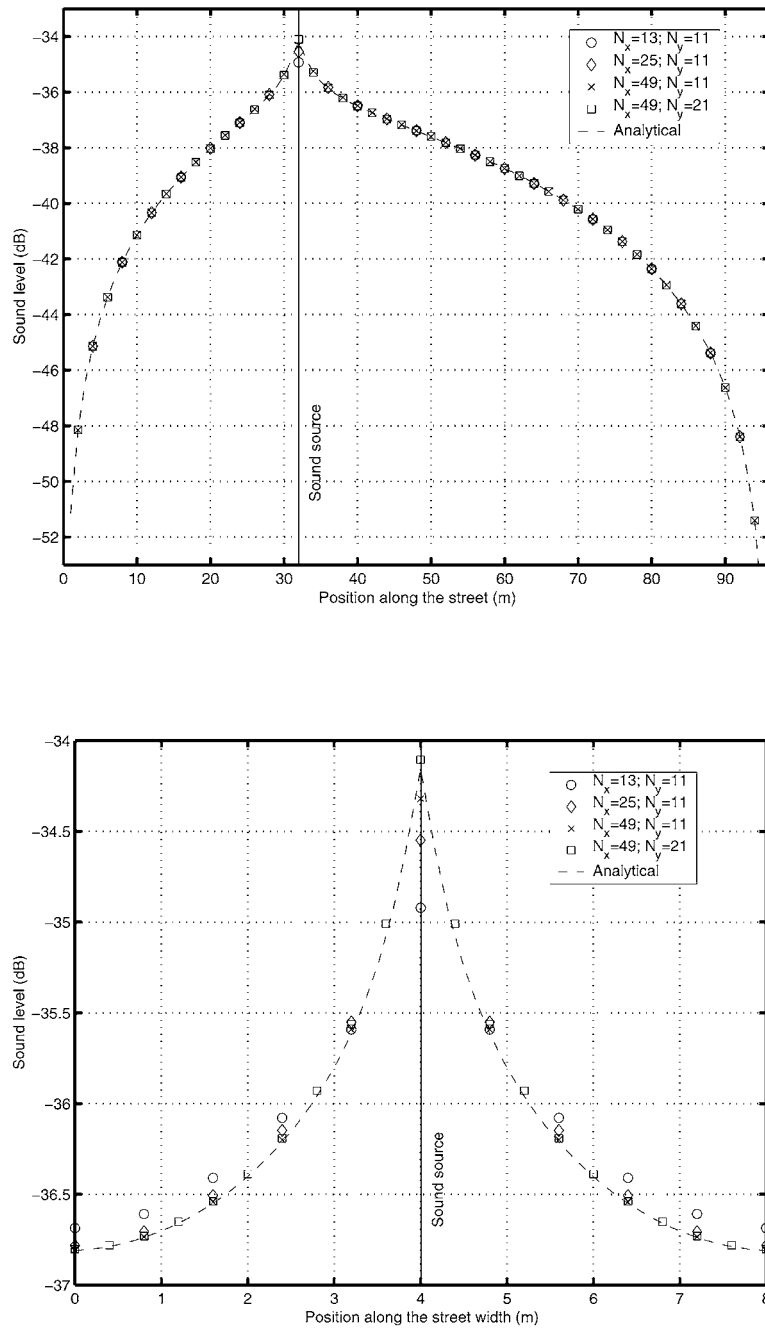 −34
−36
−38
−40
−42
−44
−46
−48
−50
−52
Sound level (dB)
N_x=13; N_y=11
N_x=25; N_y=11
N_x=49; N_y=11
N_x=49; N_y=21
Analytical
Sound source
0 10 20 30 40 50 60 70 80 90
Position along the street (m)
−34
−34.5
−35
−35.5
−36
−36.5
−37
Sound level (dB)
N_x=13; N_y=11
N_x=25; N_y=11
N_x=49; N_y=11
N_x=49; N_y=21
Analytical
Sound source
0 1 2 3 4 5 6 7 8
Position along the street width (m)